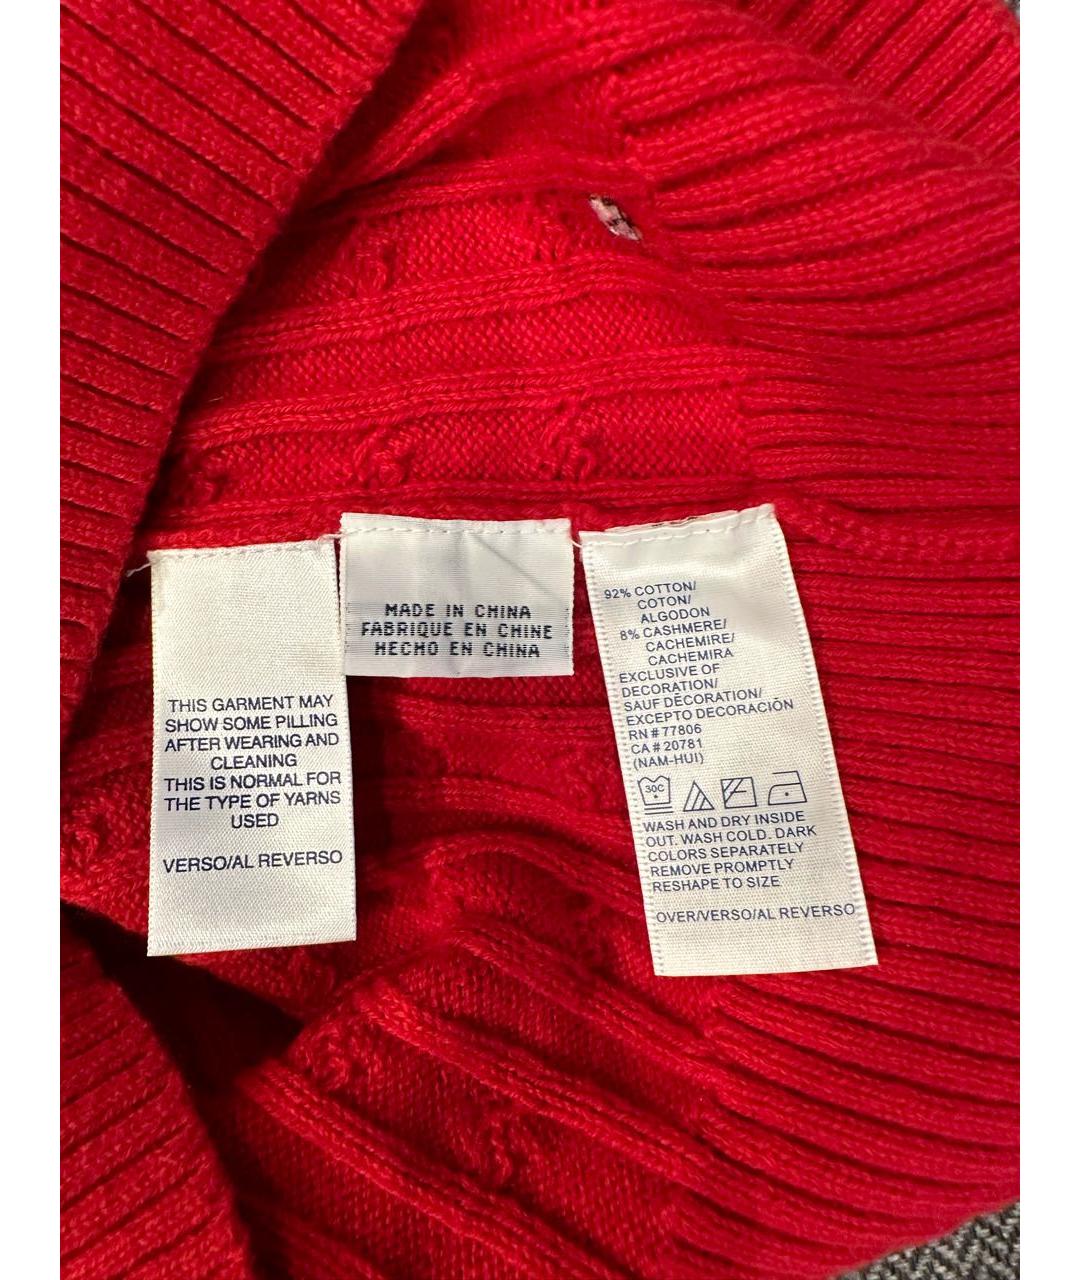 THIS GARMENT MAY
SHOW SOME PILLING
AFTER WEARING AND
CLEANING
THIS IS NORMAL FOR
THE TYPE OF YARNS
USED
VERSO/AL REVERSO
MADE IN CHINA
FABRIQUE EN CHINE
HECHO EN CHINA
92% COTTON/
COTON/
ALGODON
8% CASHMERE/
CACHEMIRE/
CACHEMIRA
EXCLUSIVE OF
DECORATION/
SAUF DÉCORATION/
EXCEPTO DECORACIÓN
RN # 77806
CA # 20781
(NAM-HUI)
30C
WASH AND DRY INSIDE
OUT. WASH COLD. DARK
COLORS SEPARATELY
REMOVE PROMPTLY
RESHAPE TO SIZE
OVER/VERSO/AL REVERSO